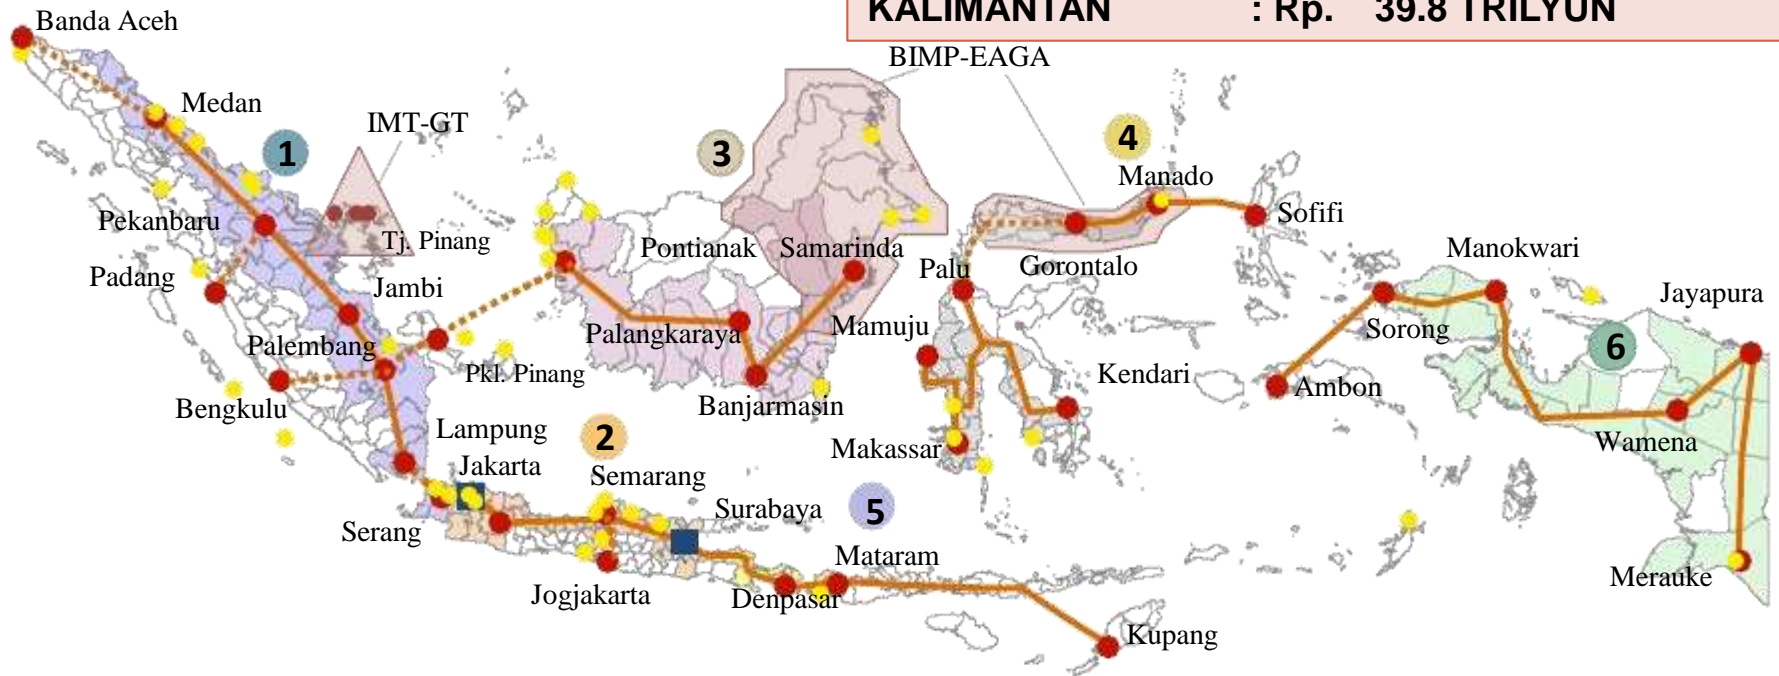 KALIMANTAN : Rp. 39.8 TRILYUN
Banda Aceh
BIMP-EAGA
Medan
IMT-GT
1
3
4
Manado
Pekanbaru
Tj. Pinang
Pontianak
Samarinda
Sofifi
Padang
Jambi
Palu
Gorontalo
Manokwari
Jayapura
Palembang
Palangkaraya
Mamuju
Sorong
6
Pkl. Pinang
Kendari
Ambon
Bengkulu
Banjarmasin
Lampung
2
Makassar
Wamena
Jakarta
Semarang
Serang
Surabaya
5
Mataram
Jogjakarta
Denpasar
Merauke
Kupang